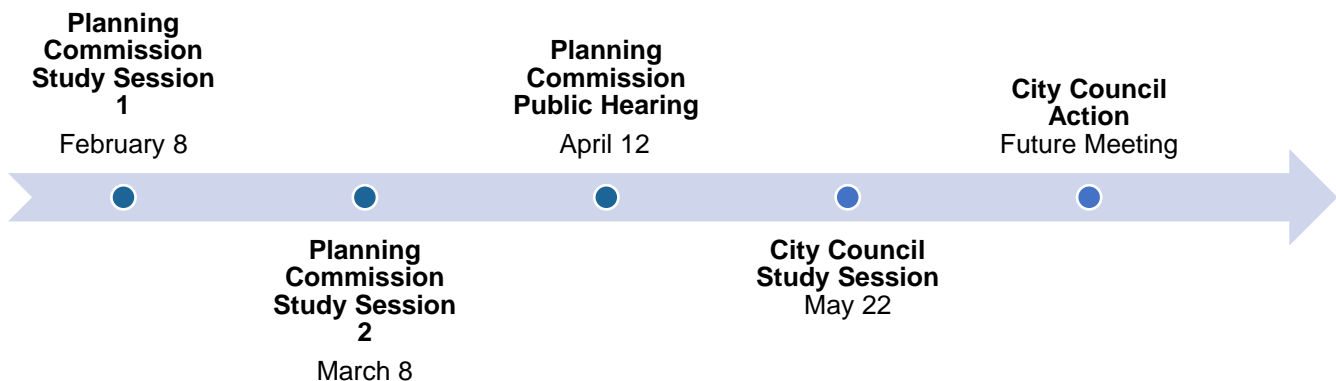 Planning
Commission
Study Session
1
February 8
Planning
Commission
Study Session
2
March 8
Planning
Commission
Public Hearing
April 12
City Council
Study Session
May 22
City Council
Action
Future Meeting